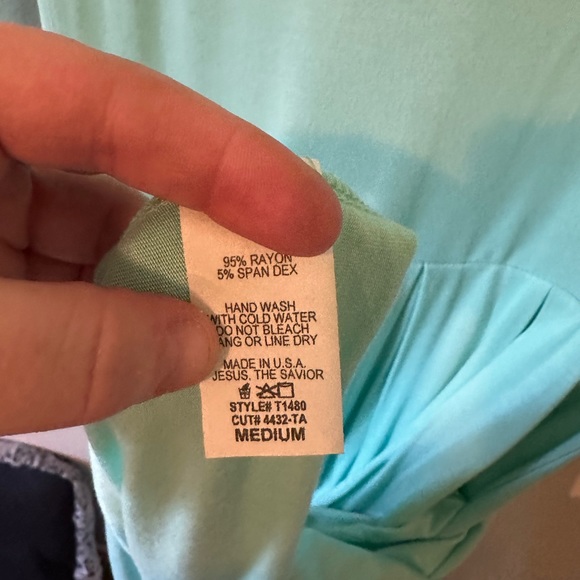 95% RAYON
5% SPAN DEX
HAND WASH
WITH COLD WATER
DO NOT BLEACH
ANG OR LINE DRY
MADE IN U.S.A.
JESUS. THE SAVIOR
STYLE# T1480
CUT# 4432-TA
MEDIUM